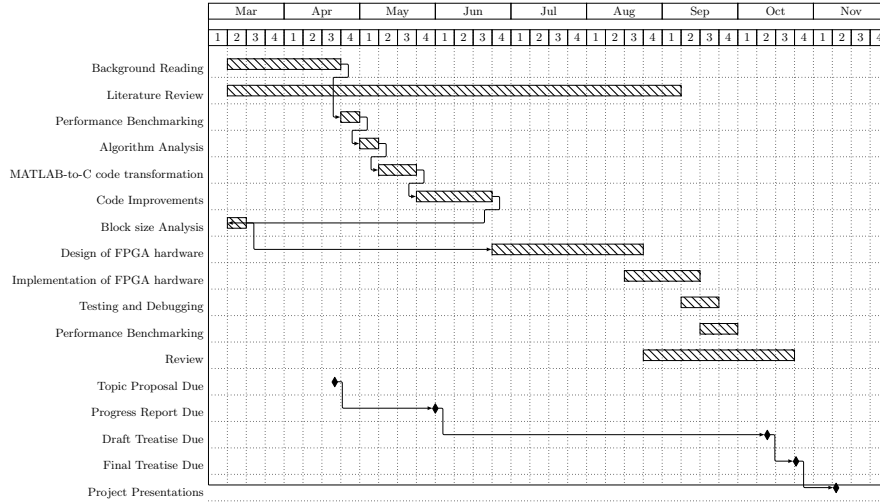 Mar Apr May Jun Jul Aug Sep Oct Nov
1 2 3 4 1 2 3 4 1 2 3 4 1 2 3 4 1 2 3 4 1 2 3 4 1 2 3 4 1 2 3 4 1 2 3 4
Background Reading
Literature Review
Performance Benchmarking
Algorithm Analysis
MATLAB-to-C code transformation
Code Improvements
Block size Analysis
Design of FPGA hardware
Implementation of FPGA hardware
Testing and Debugging
Performance Benchmarking
Review
Topic Proposal Due
Progress Report Due
Draft Treatise Due
Final Treatise Due
Project Presentations